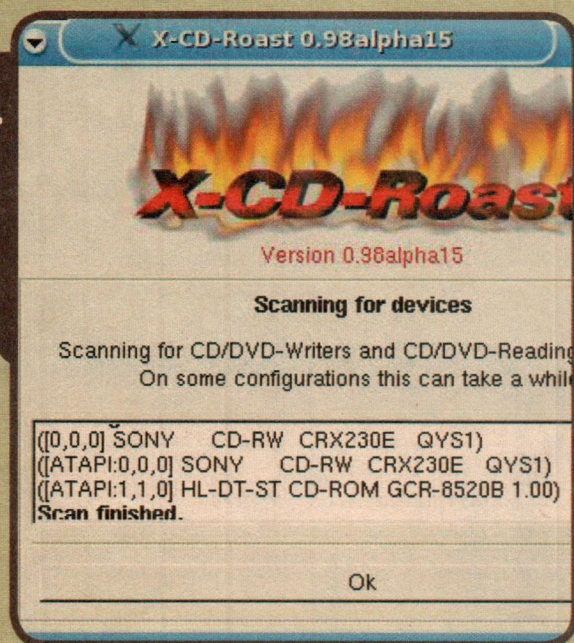 X-CD-Roast 0.98alpha15
X-CD-Roast
Version 0.98alpha15
Scanning for devices
Scanning for CD/DVD-Writers and CD/DVD-Reading
On some configurations this can take a while
([0,0,0] SONY CD-RW CRX230E QYS1)
([ATAPI:0,0,0] SONY CD-RW CRX230E QYS1)
([ATAPI:1,1,0] HL-DT-ST CD-ROM GCR-8520B 1.00)
Scan finished.
Ok